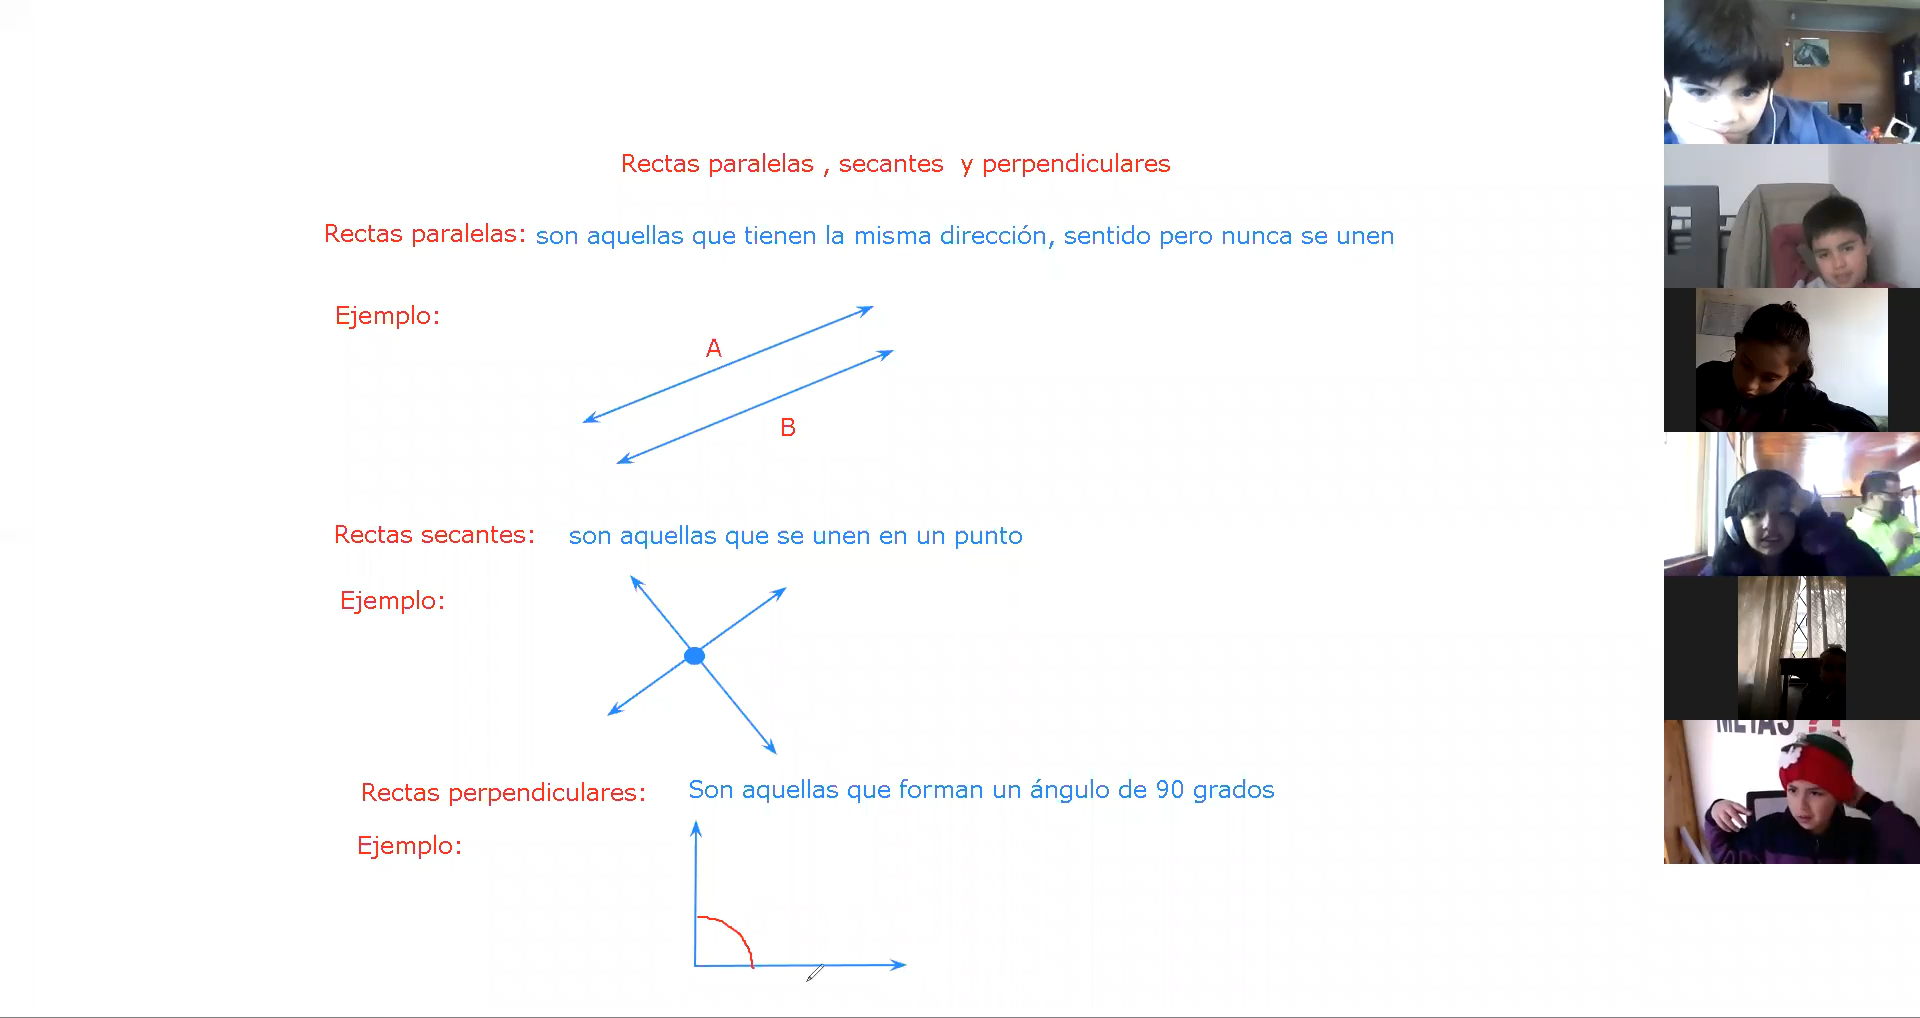 Rectas paralelas , secantes y perpendiculares
Rectas paralelas: son aquellas que tienen la misma dirección, sentido pero nunca se unen
Ejemplo:
A
B
Rectas secantes: son aquellas que se unen en un punto
Ejemplo:
Rectas perpendiculares: Son aquellas que forman un ángulo de 90 grados
Ejemplo:
METAS